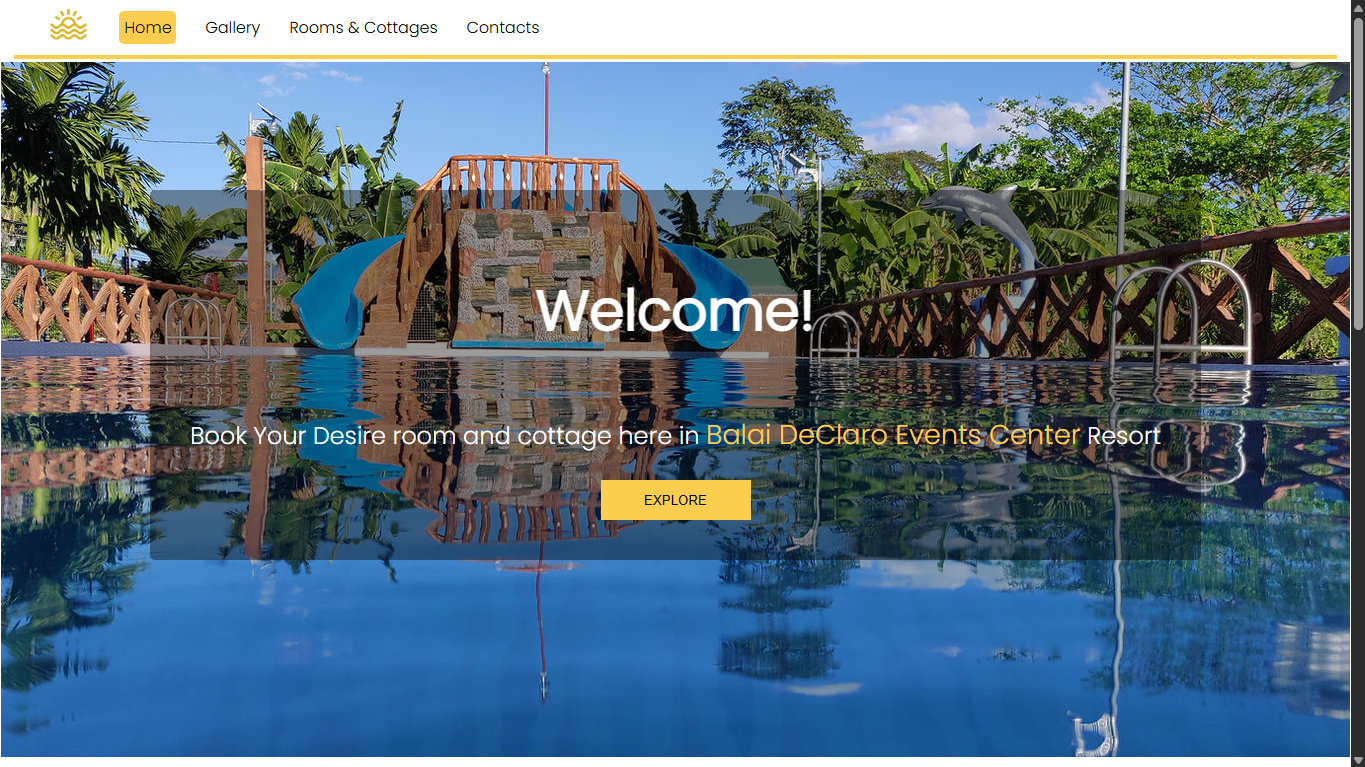 Home Gallery Rooms & Cottages Contacts
Welcome!
Book Your Desire room and cottage here in Balai DeClaro Events Center Resort
EXPLORE